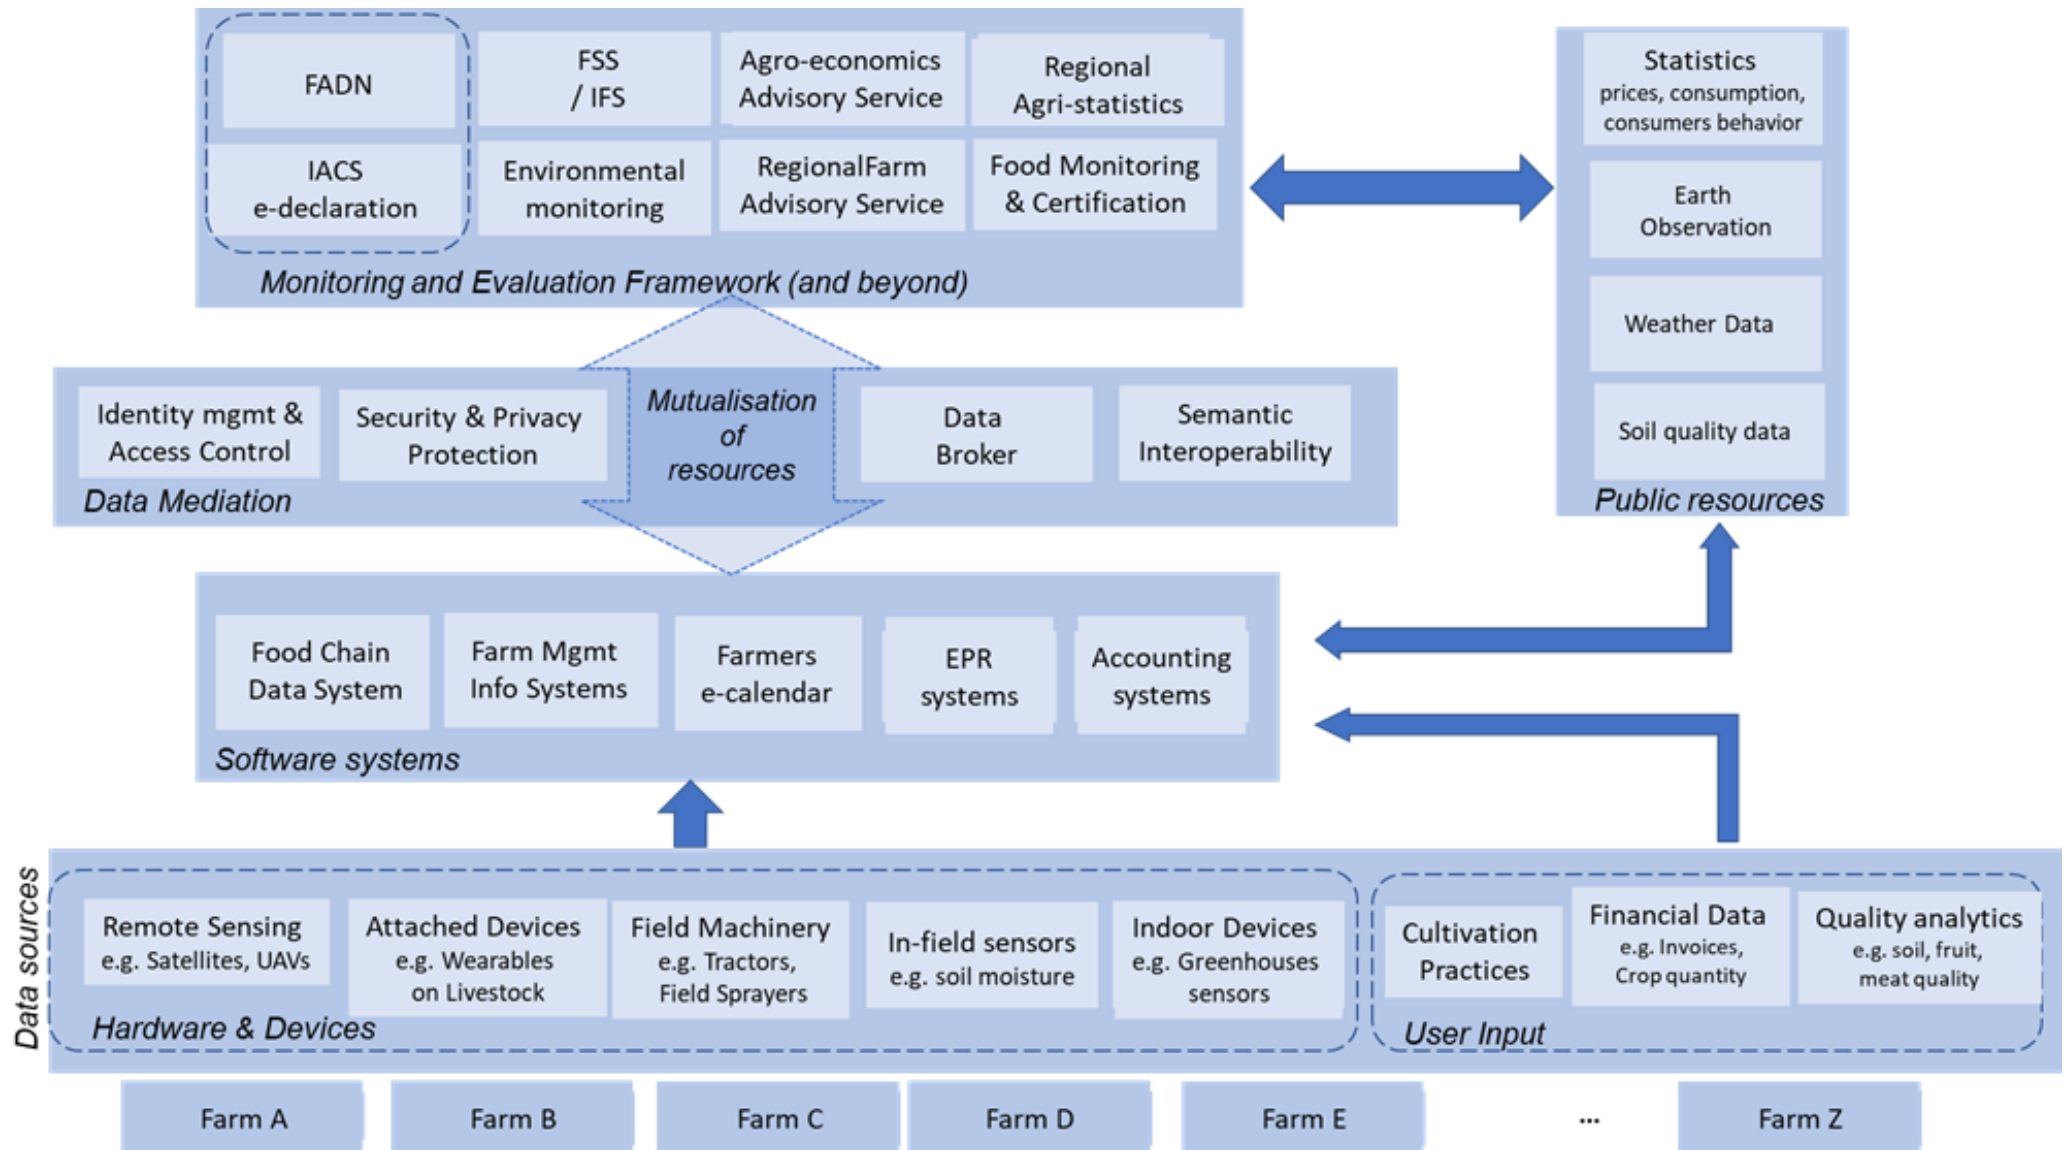 FADN
FSS
/ IFS
Agro-economics
Advisory Service
Regional
Agri-statistics
IACS
e-declaration
Environmental
monitoring
RegionalFarm
Advisory Service
Food Monitoring
& Certification
Monitoring and Evaluation Framework (and beyond)
Statistics
prices, consumption,
consumers behavior
Earth
Observation
Weather Data
Soil quality data
Public resources
Identity mgmt &
Access Control
Security & Privacy
Protection
Mutualisation
of
resources
Data
Broker
Semantic
Interoperability
Data Mediation
Food Chain
Data System
Farm Mgmt
Info Systems
Farmers
e-calendar
EPR
systems
Accounting
systems
Software systems
Data sources
Remote Sensing
e.g. Satellites, UAVs
Attached Devices
e.g. Wearables
on Livestock
Field Machinery
e.g. Tractors,
Field Sprayers
In-field sensors
e.g. soil moisture
Indoor Devices
e.g. Greenhouses
sensors
Hardware & Devices
Cultivation
Practices
Financial Data
e.g. Invoices,
Crop quantity
Quality analytics
e.g. soil, fruit,
meat quality
User Input
Farm A
Farm B
Farm C
Farm D
Farm E
...
Farm Z